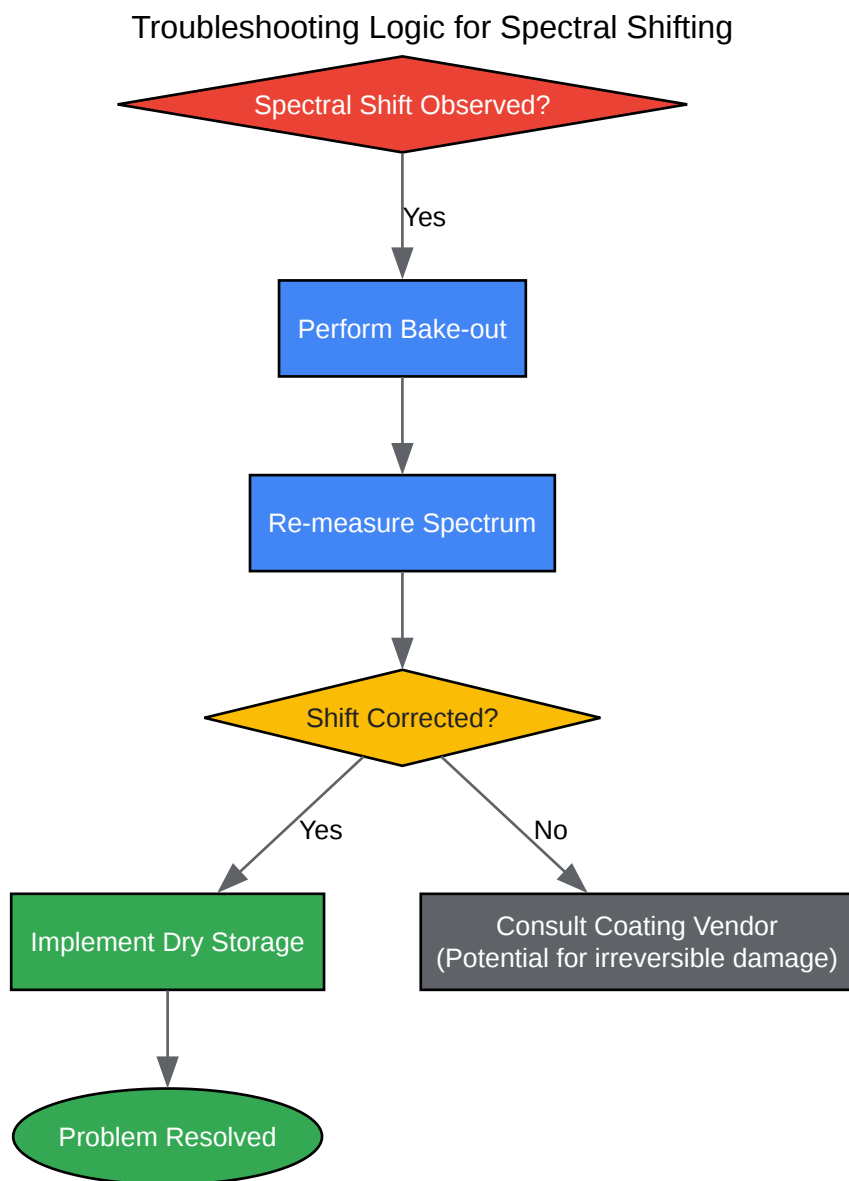 Troubleshooting Logic for Spectral Shifting
Spectral Shift Observed?
Yes
Perform Bake-out
Re-measure Spectrum
Shift Corrected?
Yes
No
Implement Dry Storage
Consult Coating Vendor
(Potential for irreversible damage)
Problem Resolved